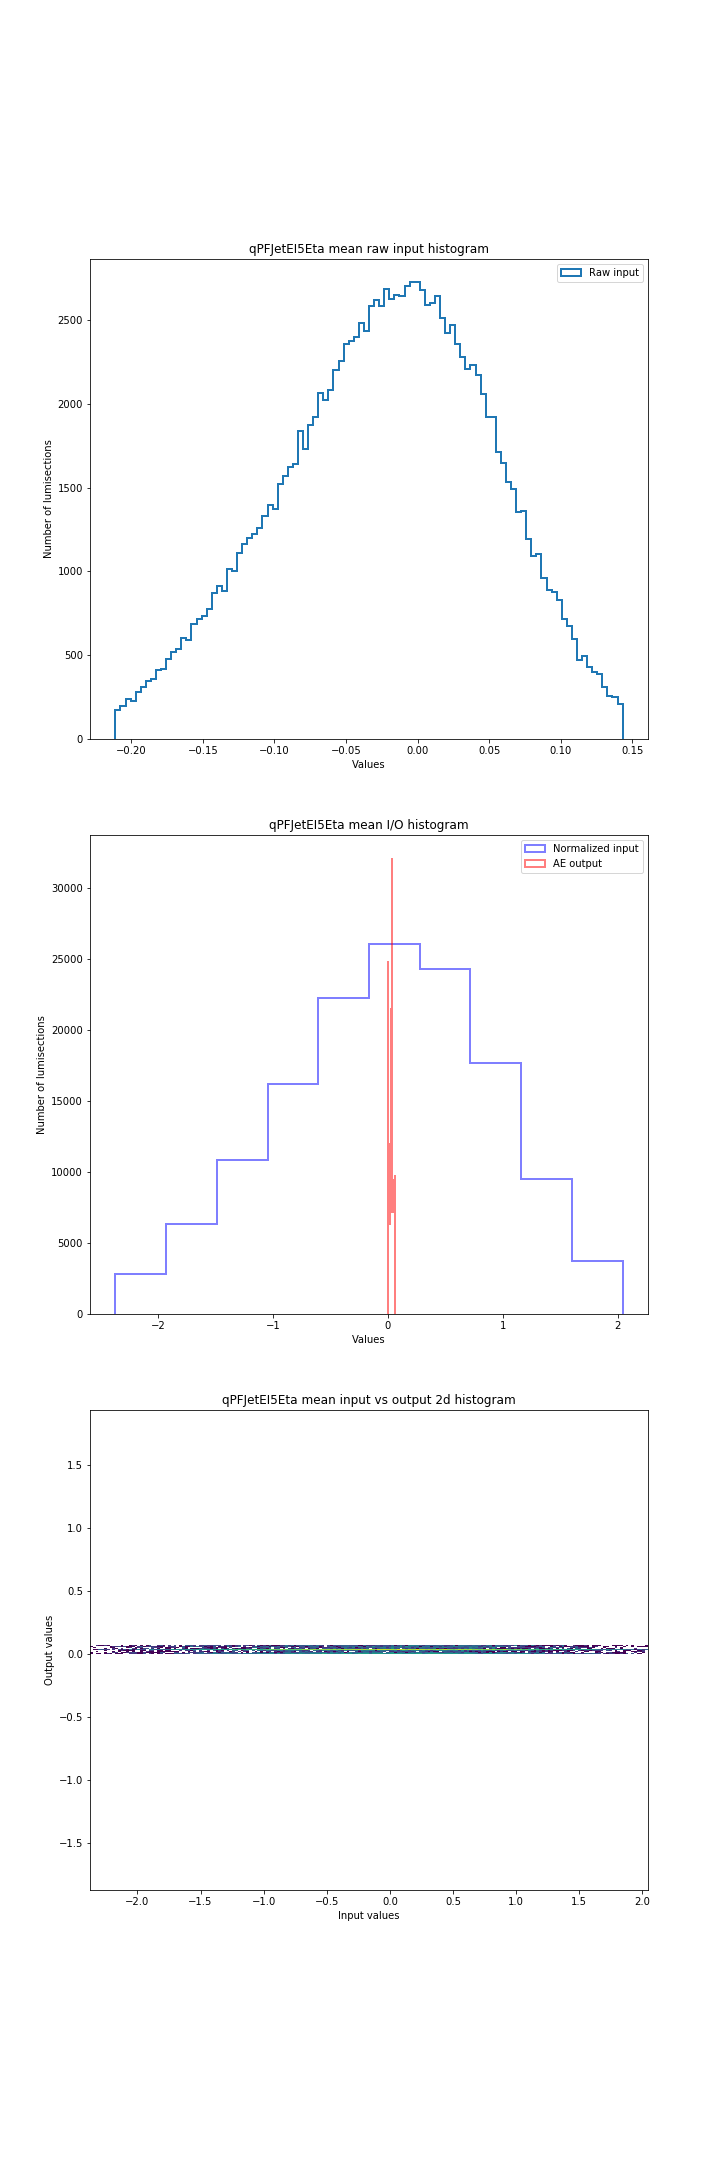 qPFJetEI5Eta mean raw input histogram
Raw input
Number of lumisections
2500
2000
1500
1000
500
0
−0.20 −0.15 −0.10 −0.05 0.00 0.05 0.10 0.15
Values
qPFJetEI5Eta mean I/O histogram
Normalized input
AE output
Number of lumisections
30000
25000
20000
15000
10000
5000
0
−2 −1 0 1 2
Values
qPFJetEI5Eta mean input vs output 2d histogram
Output values
1.5
1.0
0.5
0.0
−0.5
−1.0
−1.5
−2.0 −1.5 −1.0 −0.5 0.0 0.5 1.0 1.5 2.0
Input values